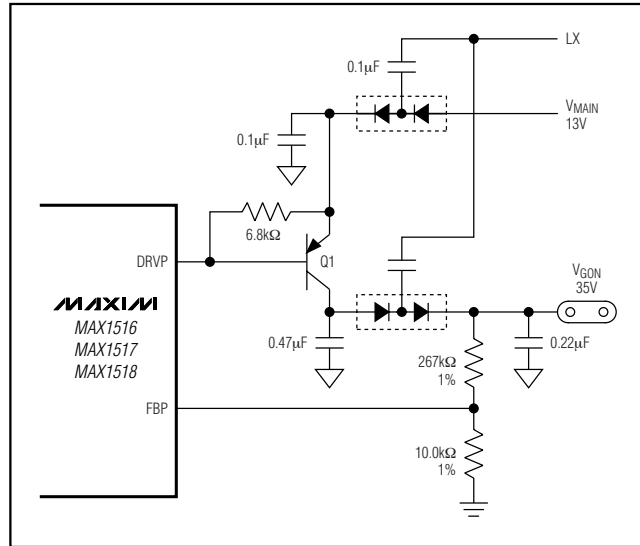 LX
0.1µF
VMAIN
13V
0.1µF
6.8kΩ
DRVP
Q1
VGON
35V
MAXIM
MAX1516
MAX1517
MAX1518
0.47µF
267kΩ
1%
0.22µF
FBP
10.0kΩ
1%